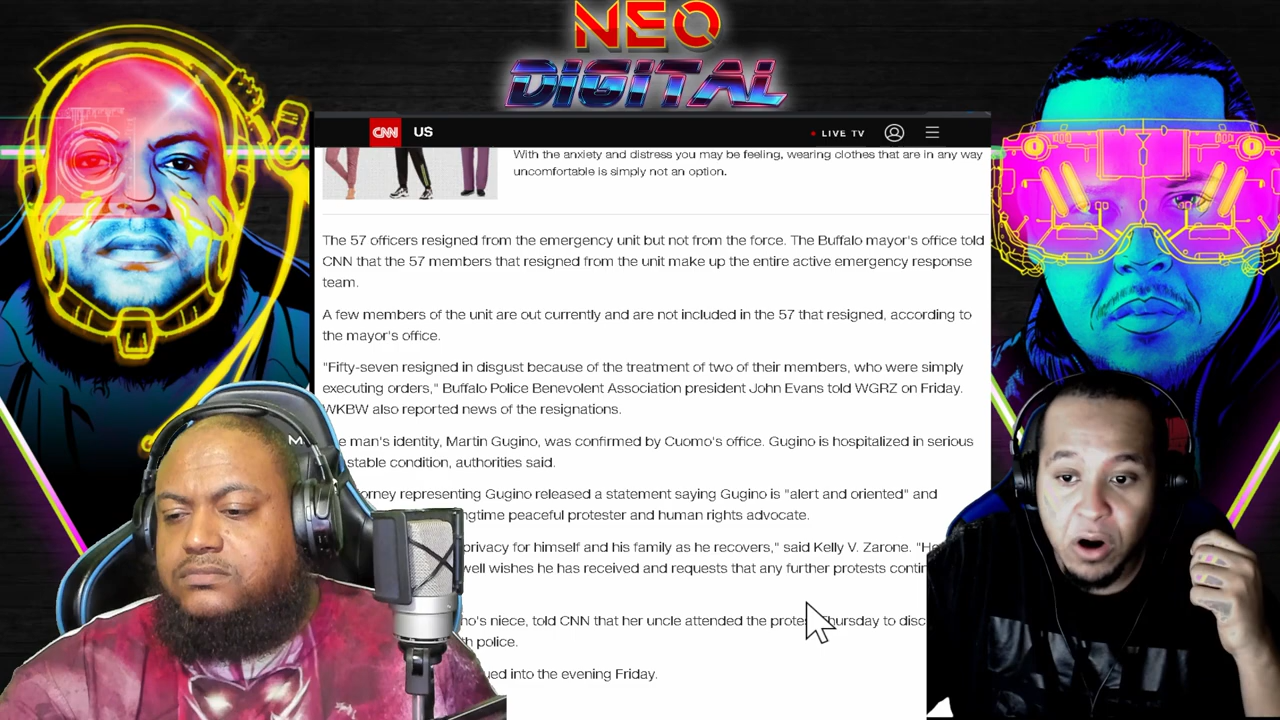 NEO
DIGITAL
CNN US
LIVE TV
With the anxiety and distress you may be feeling, wearing clothes that are in any way
uncomfortable is simply not an option.
The 57 officers resigned from the emergency unit but not from the force. The Buffalo mayor's office told
CNN that the 57 members that resigned from the unit make up the entire active emergency response
team.
A few members of the unit are out currently and are not included in the 57 that resigned, according to
the mayor's office.
"Fifty-seven resigned in disgust because of the treatment of two of their members, who were simply
executing orders," Buffalo Police Benevolent Association president John Evans told WGRZ on Friday.
WKBW also reported news of the resignations.
e man's identity, Martin Gugino, was confirmed by Cuomo's office. Gugino is hospitalized in serious
stable condition, authorities said.
orney representing Gugino released a statement saying Gugino is "alert and oriented" and
ngtime peaceful protester and human rights advocate.
privacy for himself and his family as he recovers," said Kelly V. Zarone. "He
well wishes he has received and requests that any further protests contin
no's niece, told CNN that her uncle attended the protest Thursday to disc
h police.
ued into the evening Friday.